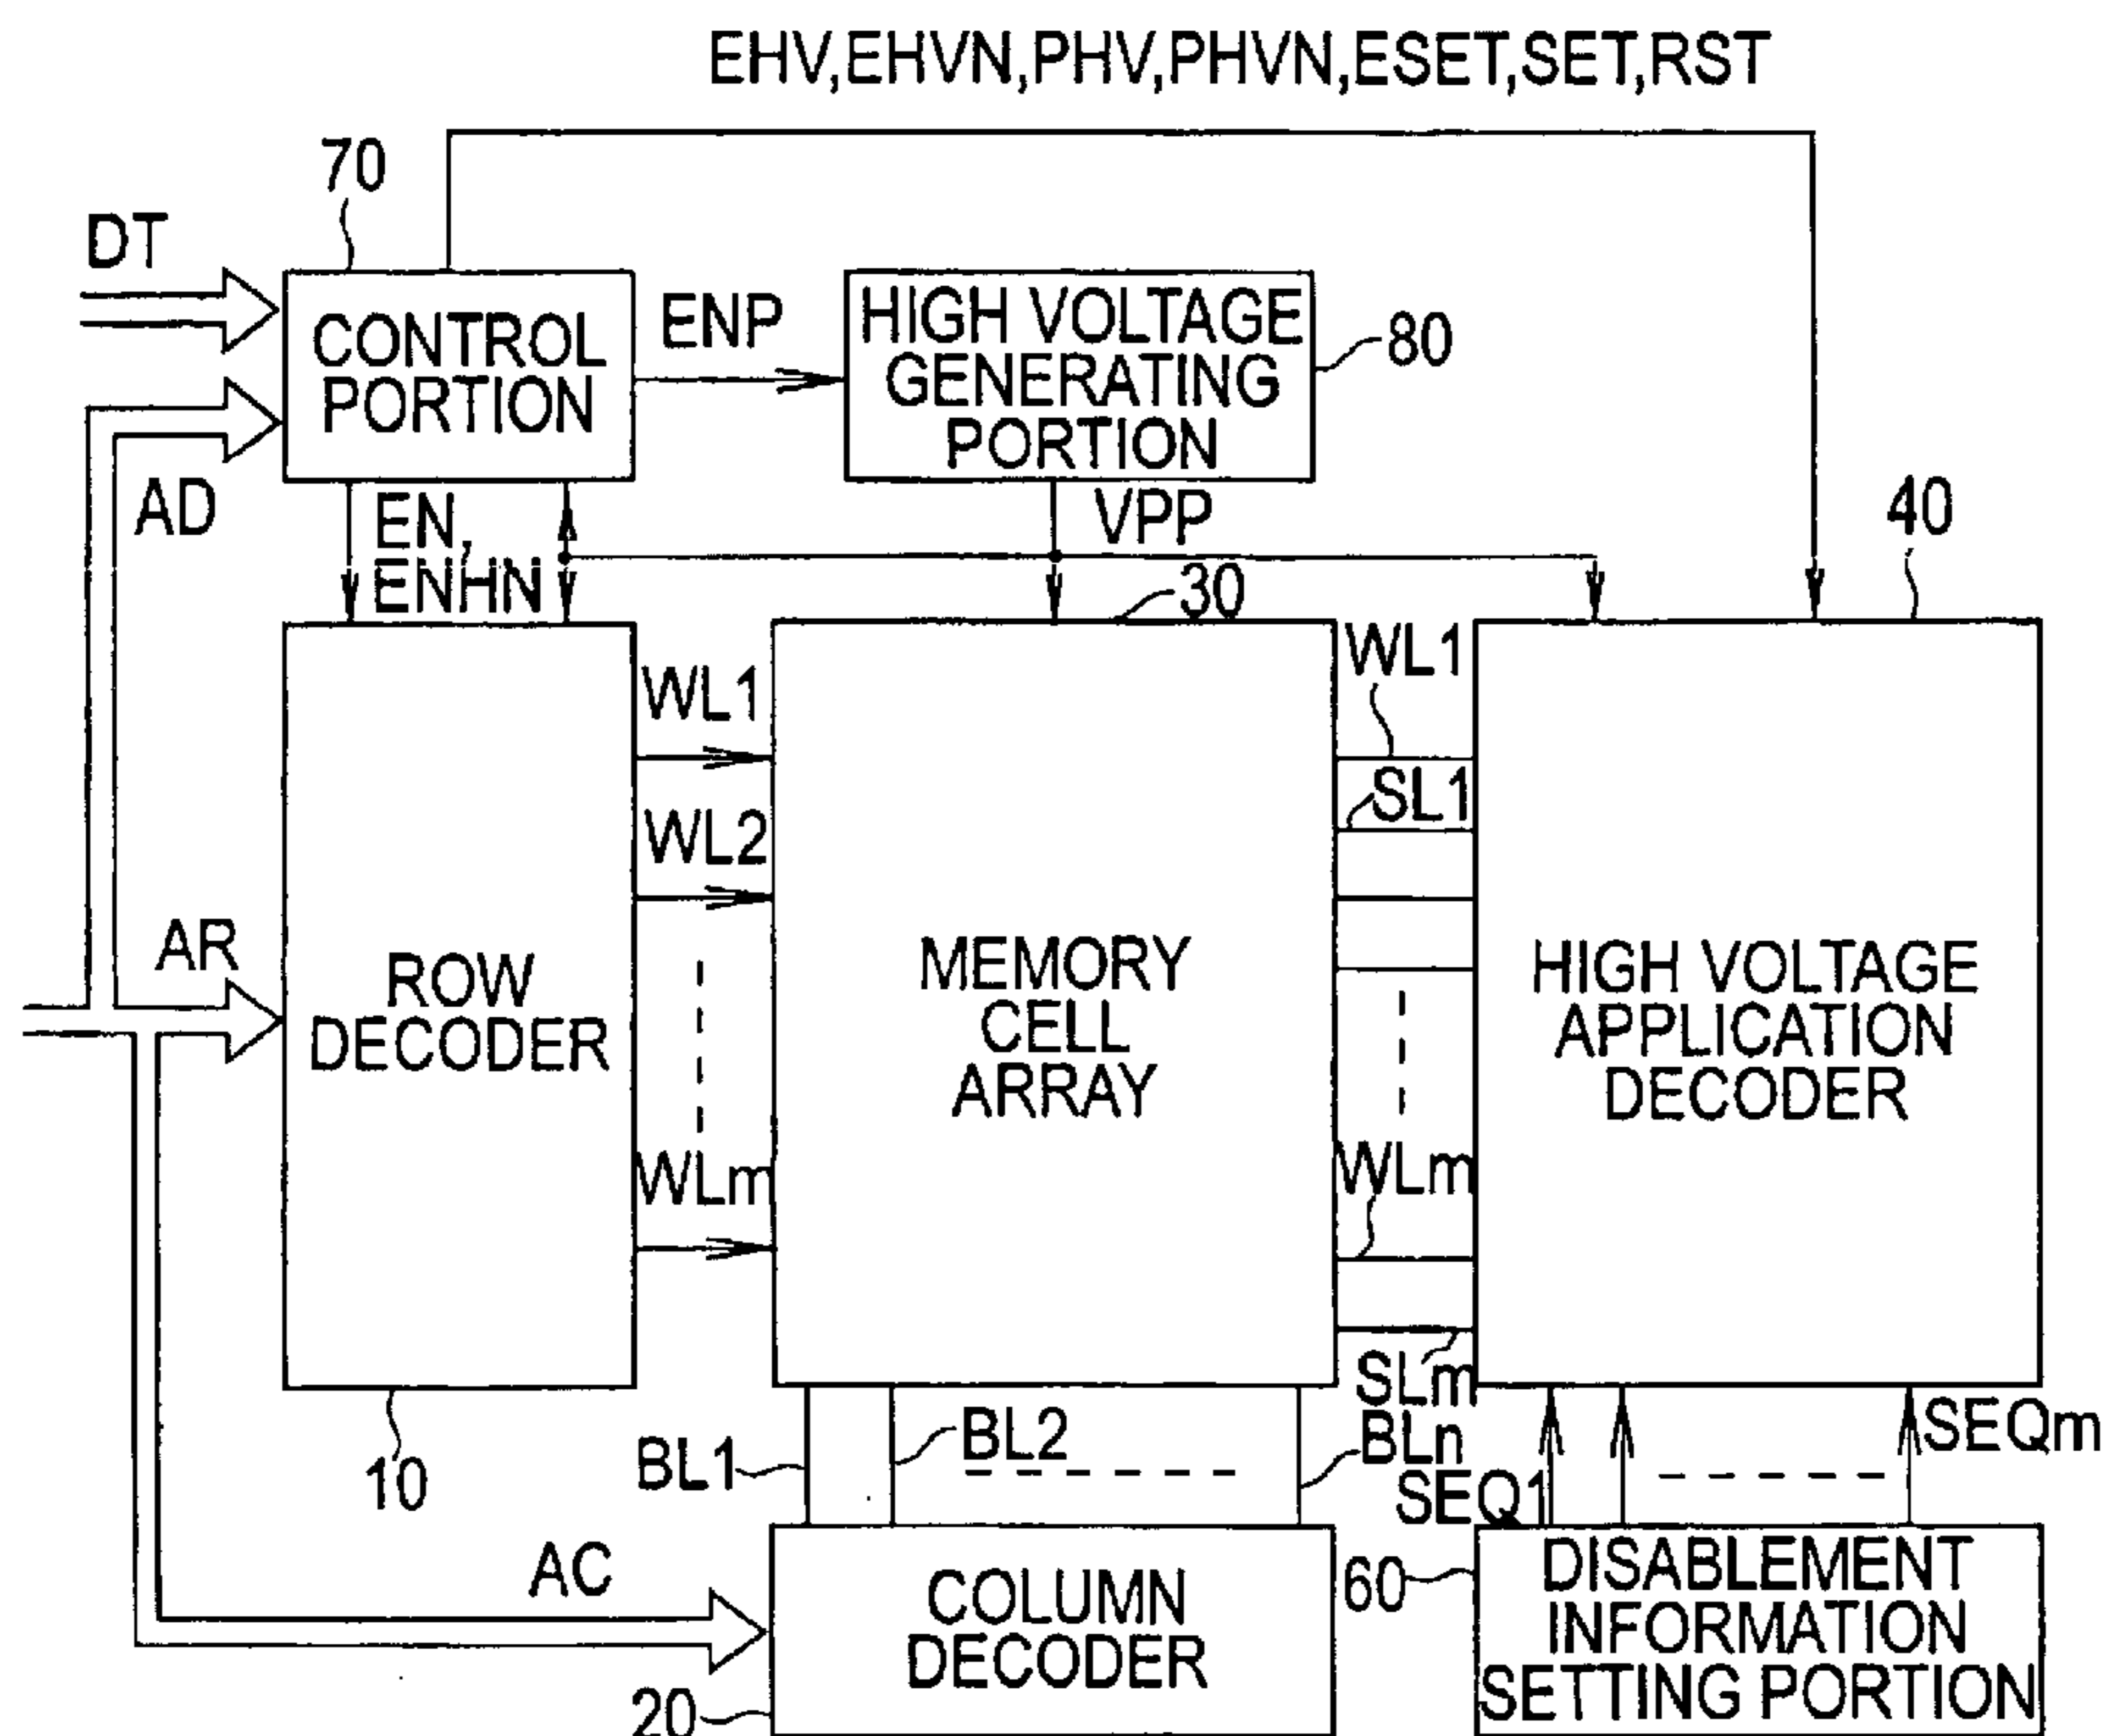 EHV,EHVN,PHV,PHVN,ESET,SET,RST
70
DT
CONTROL
PORTION
ENP
HIGH VOLTAGE
GENERATING
PORTION
80
AD
EN,
ENHN
VPP
40
30
WL1
WL1
SL1
WL2
AR
ROW
DECODER
MEMORY
CELL
ARRAY
HIGH VOLTAGE
APPLICATION
DECODER
WLm
WLm
SLm
10
BL1
BL2
BLn
SEQ1
SEQm
AC
COLUMN
DECODER
20
60
DISABLEMENT
INFORMATION
SETTING PORTION